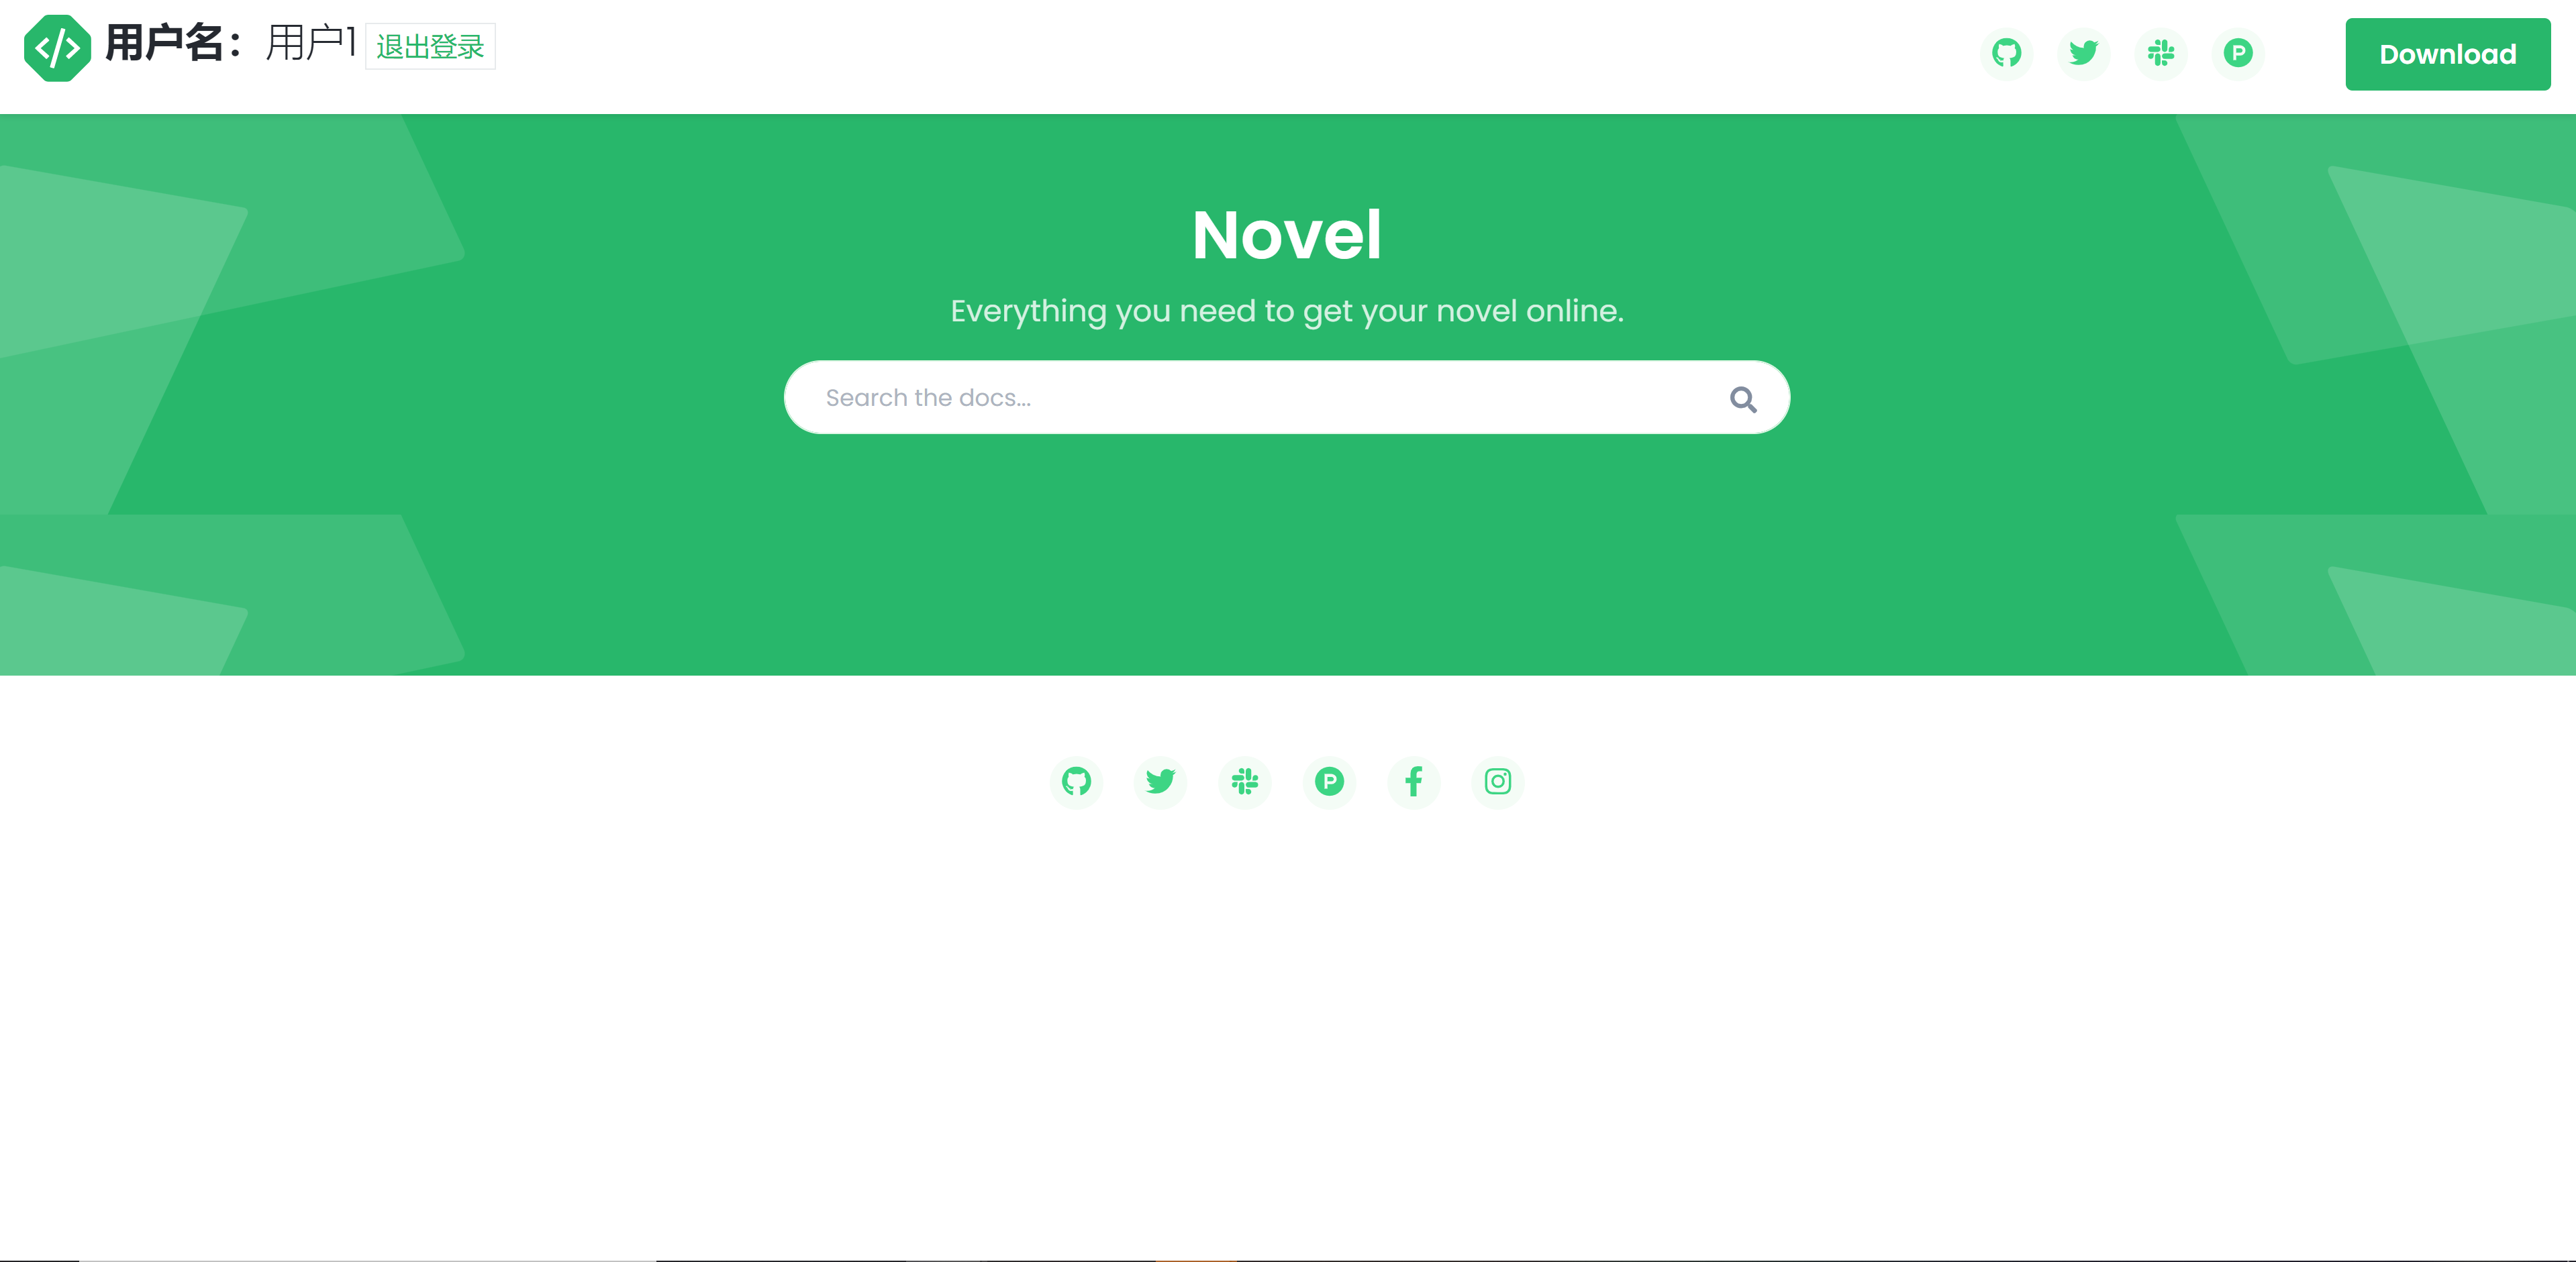 用户名：用户1 退出登录
Download
Novel
Everything you need to get your novel online.
Search the docs...